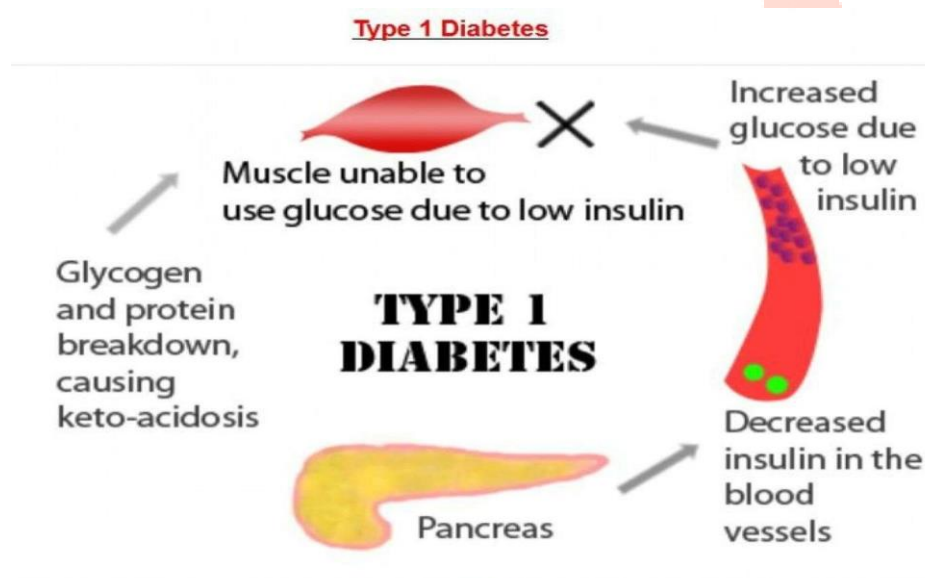 Type 1 Diabetes
Increased
glucose due
to low
insulin
Muscle unable to
use glucose due to low insulin
Glycogen
and protein
breakdown,
causing
keto-acidosis
TYPE 1
DIABETES
Decreased
insulin in the
blood
vessels
Pancreas